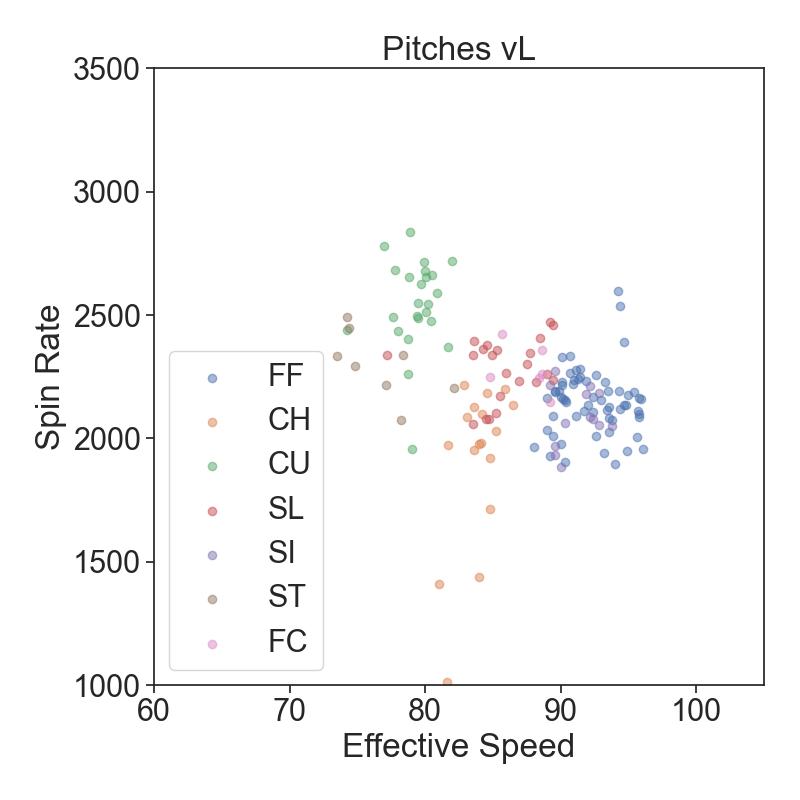 Pitches vL
3500
3000
2500
2000
1500
1000
Spin Rate
FF
CH
CU
SL
SI
ST
FC
60 70 80 90 100
Effective Speed